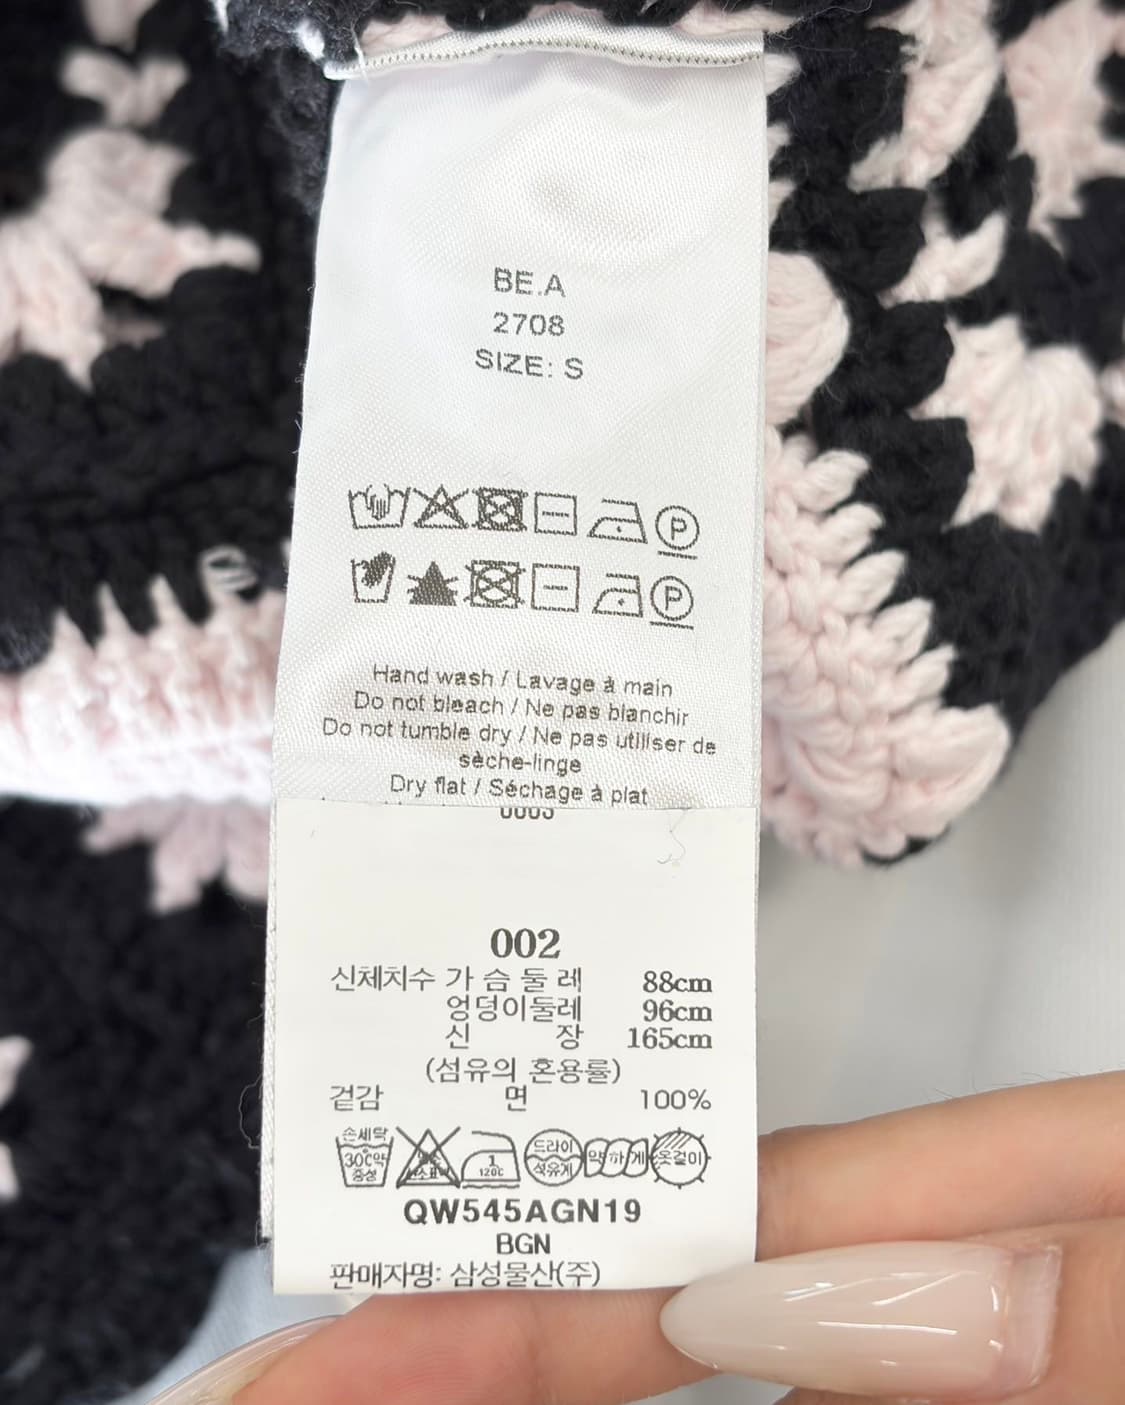 BE.A
2708
SIZE: S
P
P
Hand wash / Lavage à main
Do not bleach / Ne pas blanchir
Do not tumble dry / Ne pas utiliser de
sèche-linge
Dry flat / Séchage à plat
002
신체치수 가 슴 둘 레 88cm
엉덩이둘레 96cm
신 장 165cm
(섬유의 혼용률)
겉감 면 100%
손세탁 드라이
30℃약 1 약 하 게 옷걸이
중성 120℃ 석유계
QW545AGN19
BGN
판매자명: 삼성물산(주)